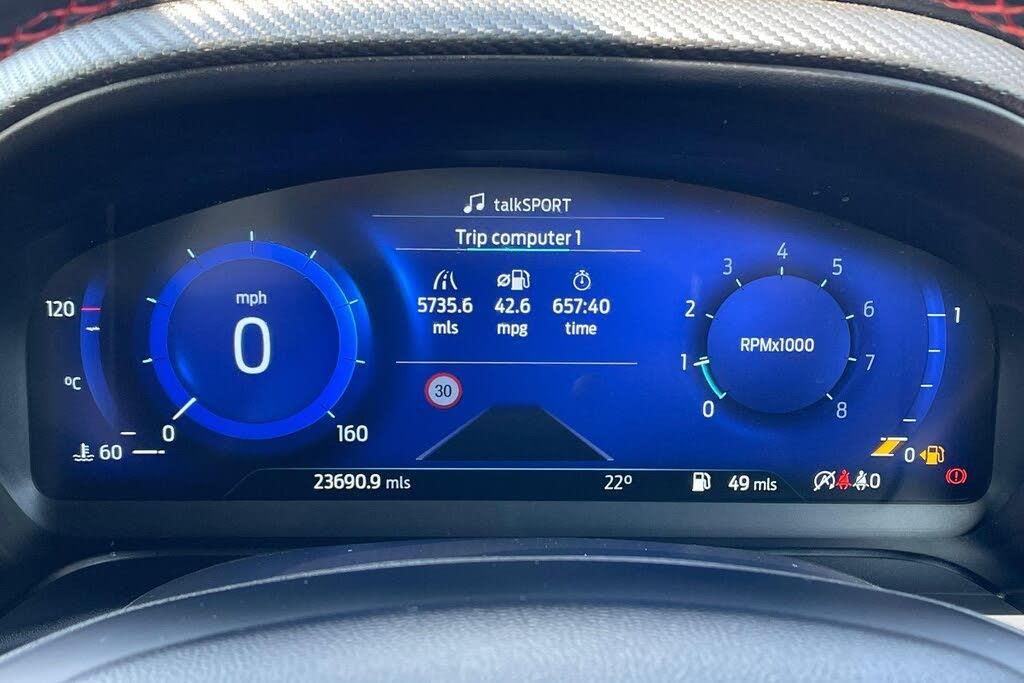 talkSPORT
Trip computer 1
5735.6 42.6 657:40
mls mpg time
30
120
°C
60
mph
0
0 160
RPMx1000
0 1 2 3 4 5 6 7 8
1
0
23690.9 mls 22º 49 mls 0